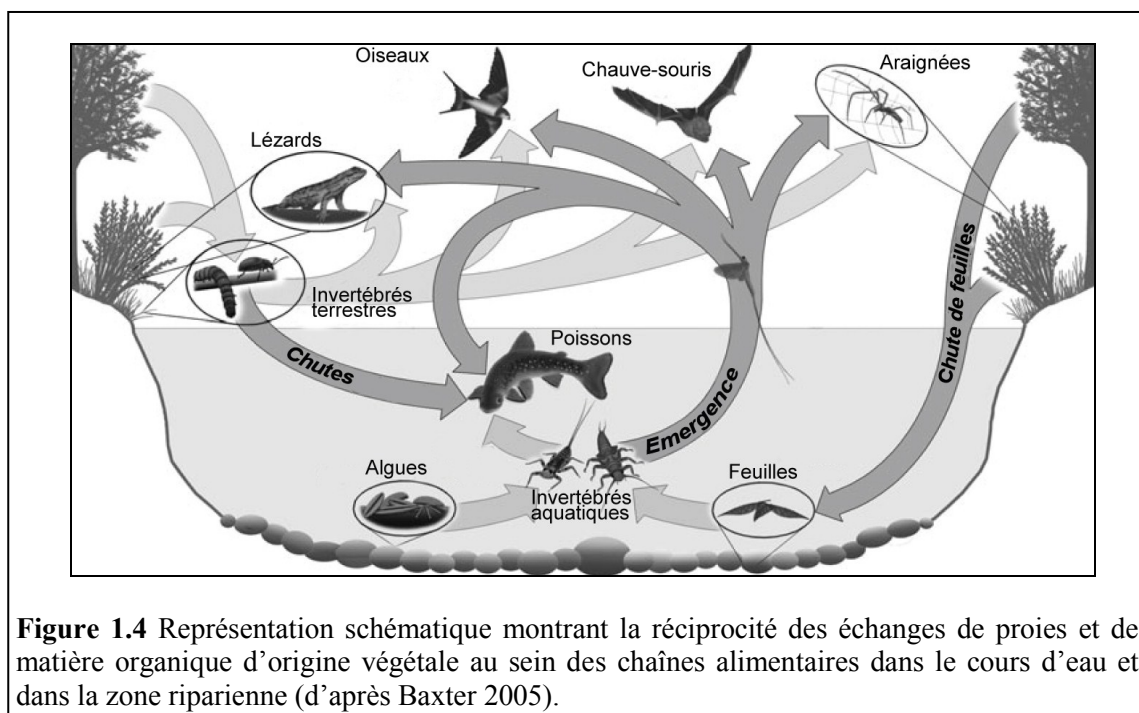 Oiseaux
Chauve-souris
Araignées
Lézards
Invertébrés
terrestres
Chutes
Poissons
Emergence
Chute de feuilles
Algues
Invertébrés
aquatiques
Feuilles
Figure 1.4 Représentation schématique montrant la réciprocité des échanges de proies et de
matière organique d’origine végétale au sein des chaînes alimentaires dans le cours d’eau et
dans la zone riparienne (d’après Baxter 2005).